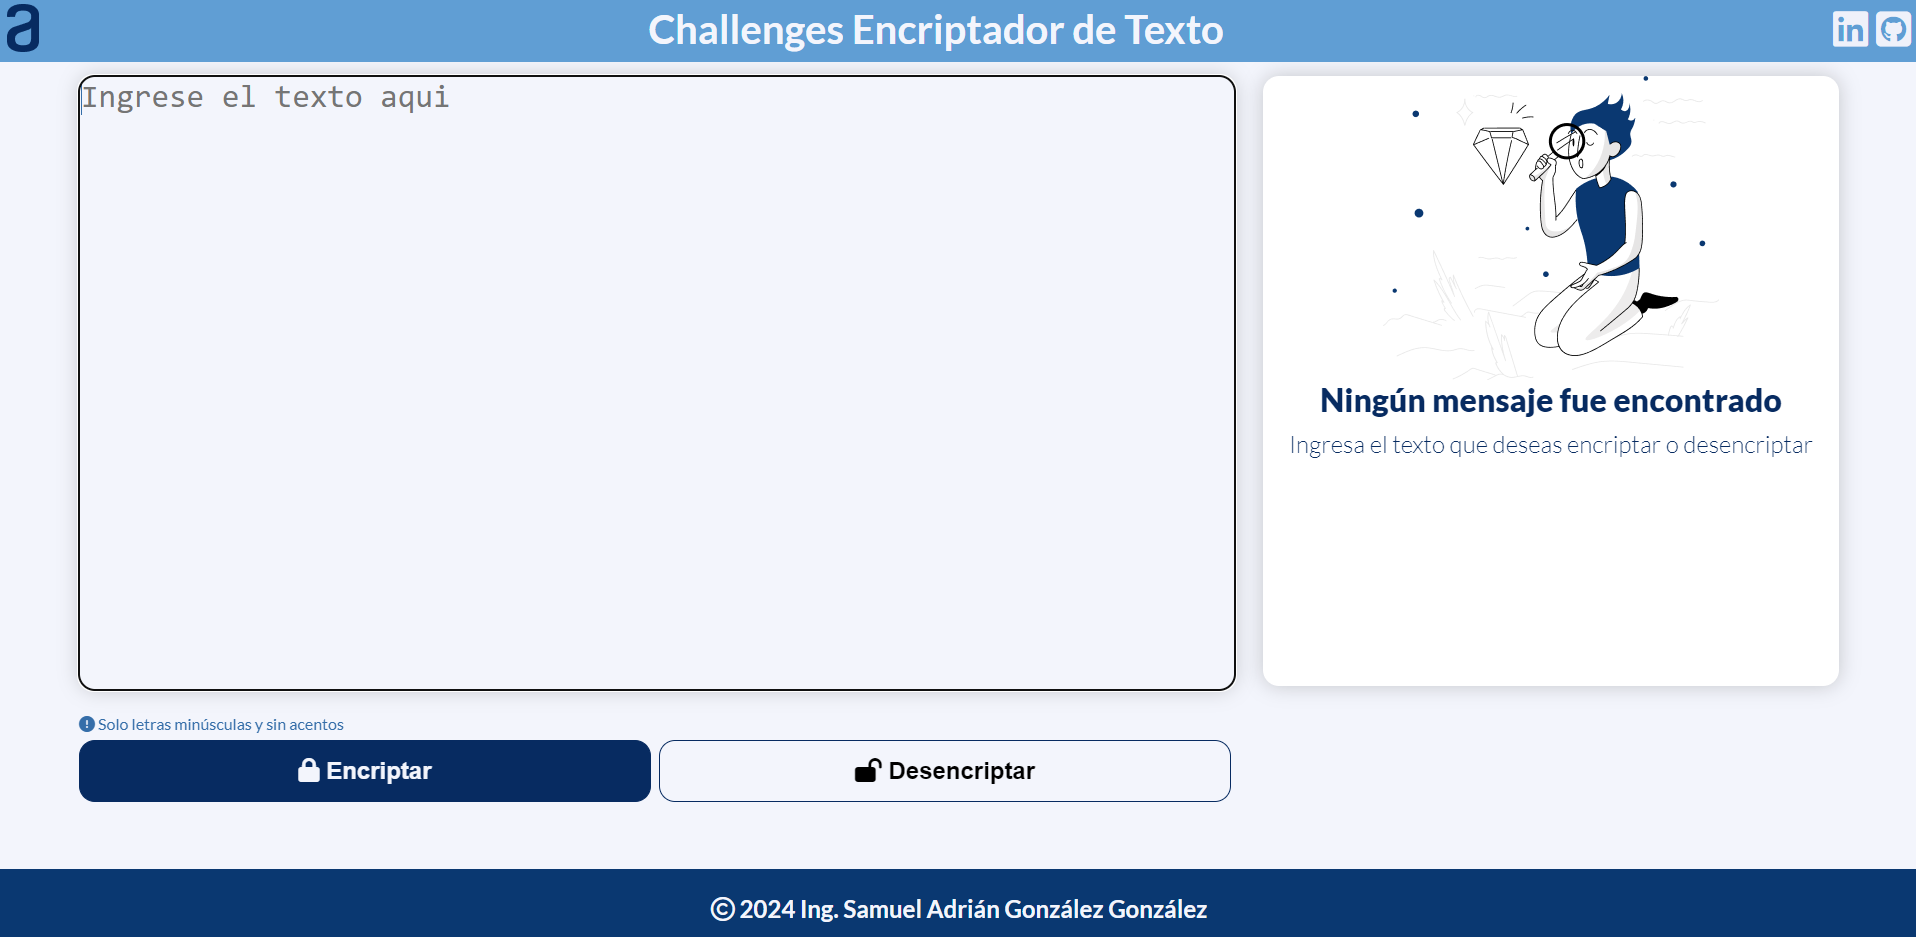 a
Challenges Encriptador de Texto
in
Ingrese el texto aqui
Ningún mensaje fue encontrado
Ingresa el texto que deseas encriptar o desencriptar
! Solo letras minúsculas y sin acentos
Encriptar
Desencriptar
© 2024 Ing. Samuel Adrián González González